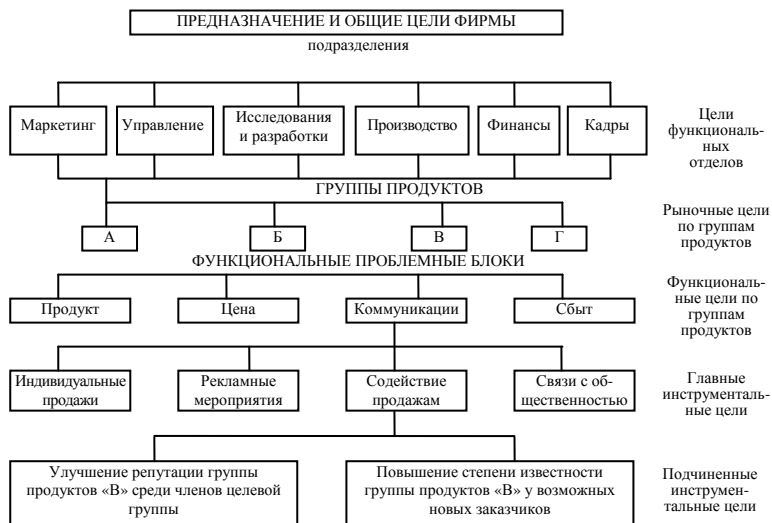 ПРЕДНАЗНАЧЕНИЕ И ОБЩИЕ ЦЕЛИ ФИРМЫ
подразделения
Маркетинг
Управление
Исследования
и разработки
Производство
Финансы
Кадры
Цели
функциональ-
ных
отделов
ГРУППЫ ПРОДУКТОВ
А
Б
В
Г
Рыночные цели
по группам
продуктов
ФУНКЦИОНАЛЬНЫЕ ПРОБЛЕМНЫЕ БЛОКИ
Продукт
Цена
Коммуникации
Сбыт
Функциональ-
ные цели по
группам
продуктов
Индивидуальные
продажи
Рекламные
мероприятия
Содействие
продажам
Связи с об-
щественностью
Главные
инструменталь-
ные цели
Улучшение репутации группы
продуктов «В» среди членов целевой
группы
Повышение степени известности
группы продуктов «В» у возможных
новых заказчиков
Подчиненные
инструмен-
тальные цели